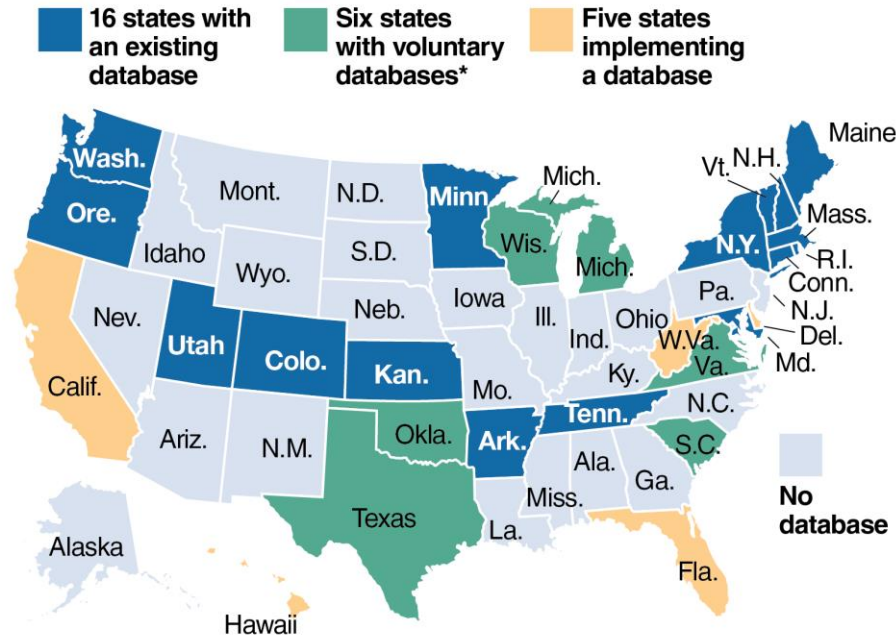 16 states with
an existing
database
Six states
with voluntary
databases*
Five states
implementing
a database
Wash.
Mont.
N.D.
Minn
Mich.
Vt.
N.H.
Maine
Ore.
Idaho
S.D.
Wis.
Mich.
N.Y.
Mass.
R.I.
Conn.
Wyo.
Nev.
Utah
Colo.
Neb.
Iowa
Ill.
Ind.
Ohio
Pa.
N.J.
Del.
Md.
Calif.
Kan.
Mo.
Ky.
W.Va.
Va.
Ariz.
N.M.
Okla.
Ark.
Tenn.
N.C.
S.C.
Texas
La.
Miss.
Ala.
Ga.
No
database
Alaska
Hawaii
Fla.